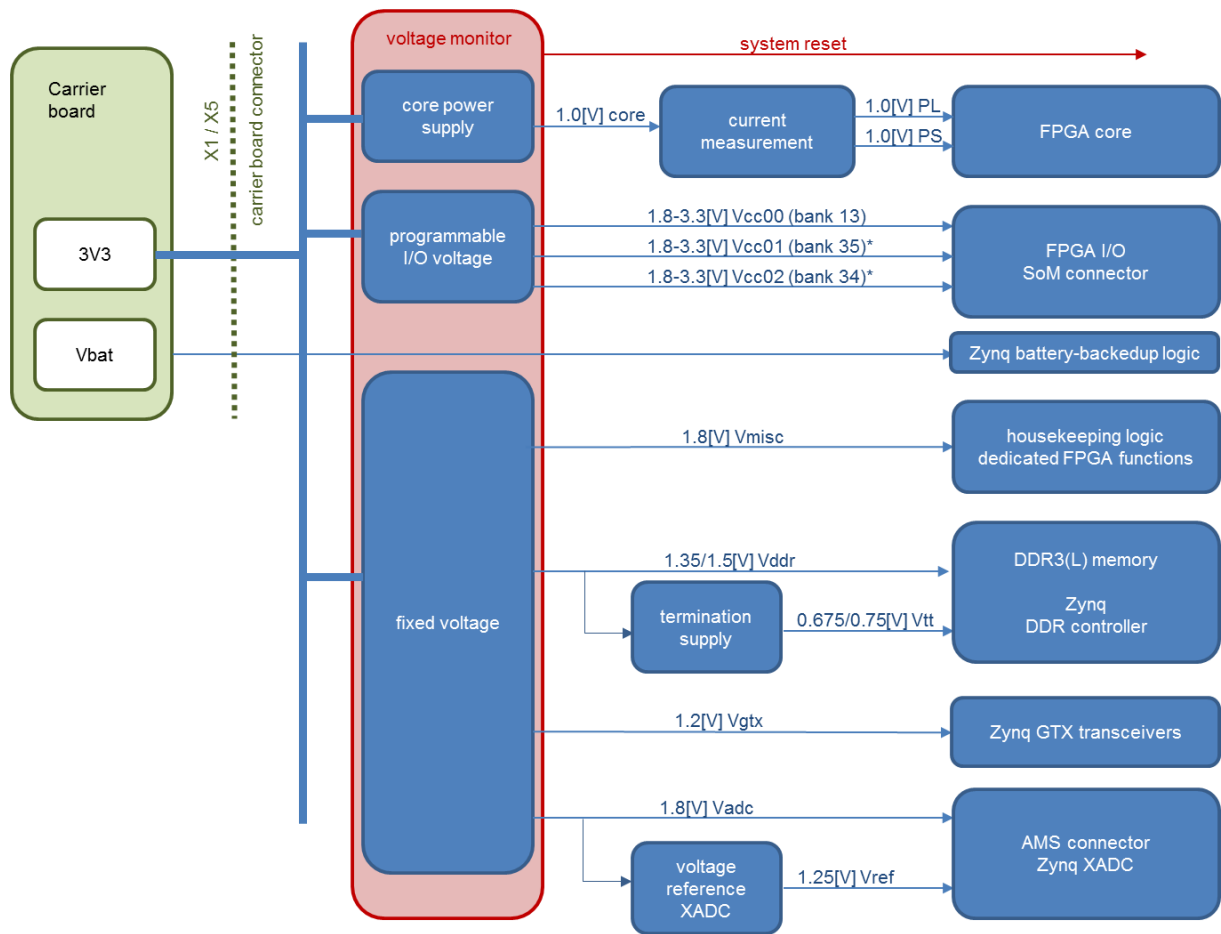 Carrier
board
3V3
Vbat
X1 / X5
carrier board connector
voltage monitor
system reset
core power
supply
1.0[V] core
current
measurement
1.0[V] PL
1.0[V] PS
FPGA core
programmable
I/O voltage
1.8-3.3[V] Vcc00 (bank 13)
1.8-3.3[V] Vcc01 (bank 35)*
1.8-3.3[V] Vcc02 (bank 34)*
FPGA I/O
SoM connector
Zynq battery-backedup logic
fixed voltage
1.8[V] Vmisc
housekeeping logic
dedicated FPGA functions
1.35/1.5[V] Vddr
termination
supply
0.675/0.75[V] Vtt
DDR3(L) memory
Zynq
DDR controller
1.2[V] Vgtx
Zynq GTX transceivers
1.8[V] Vadc
voltage
reference
XADC
1.25[V] Vref
AMS connector
Zynq XADC